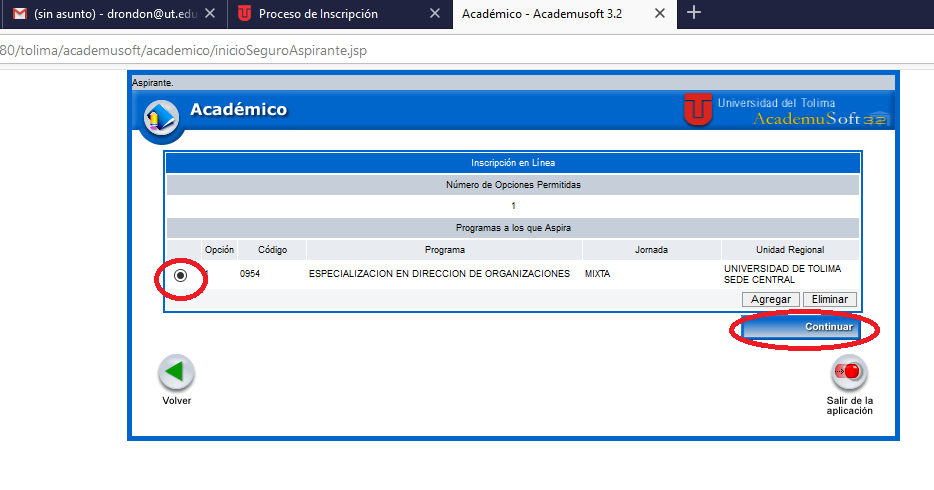 (sin asunto) - drondon@ut.edu
Proceso de Inscripción
Académico - Academusoft 3.2
80/tolima/academusoft/academico/inicioSeguroAspirante.jsp
Aspirante.
Académico
Universidad del Tolima
AcademuSoft 3.2
Inscripción en Línea
Número de Opciones Permitidas
1
Programas a los que Aspira
Opción Código Programa Jornada Unidad Regional
0954 ESPECIALIZACION EN DIRECCION DE ORGANIZACIONES MIXTA UNIVERSIDAD DE TOLIMA
SEDE CENTRAL
Agregar Eliminar
Continuar
Volver
Salir de la
aplicación